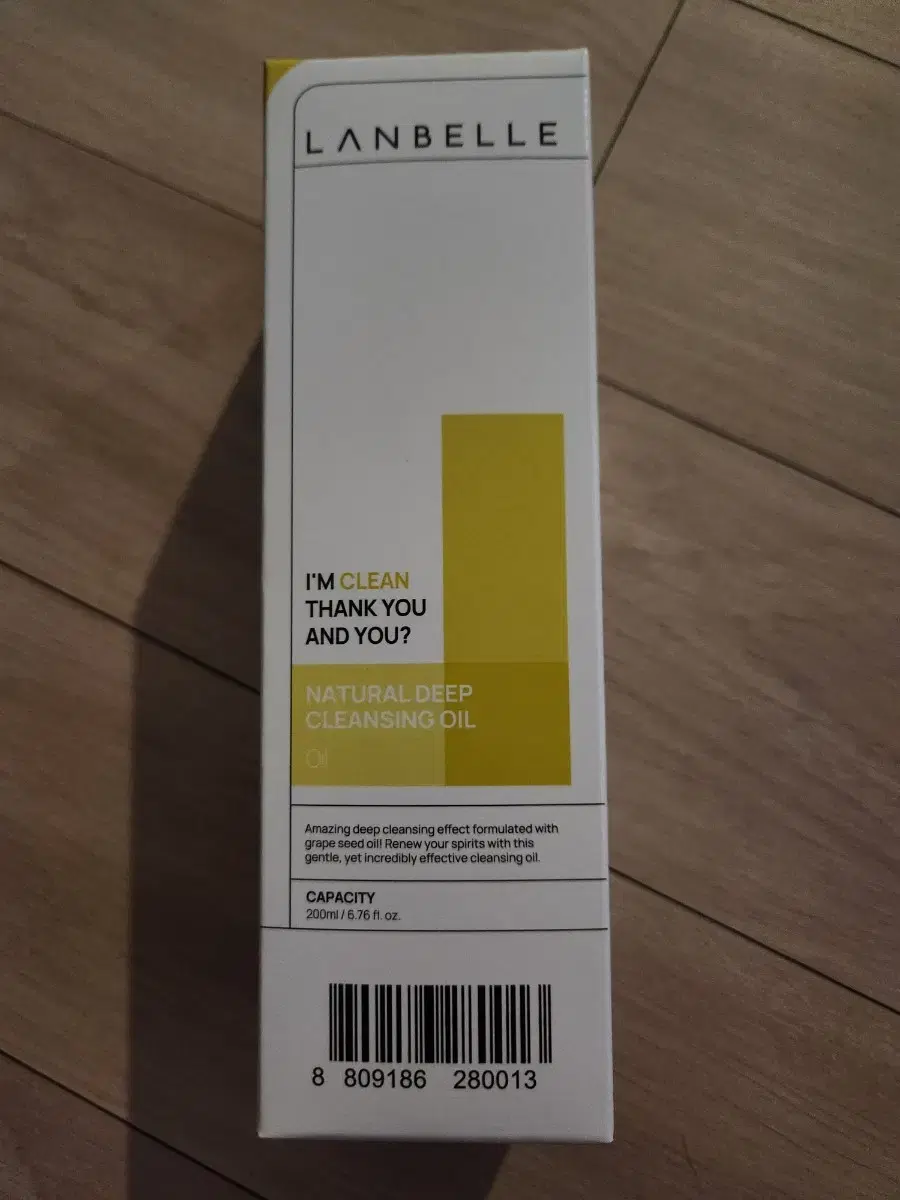 LANBELLE
I'M CLEAN
THANK YOU
AND YOU?
NATURAL DEEP
CLEANSING OIL
Oil
Amazing deep cleansing effect formulated with
grape seed oil! Renew your spirits with this
gentle, yet incredibly effective cleansing oil.
CAPACITY
200ml / 6.76 fl. oz.
8 809186 280013